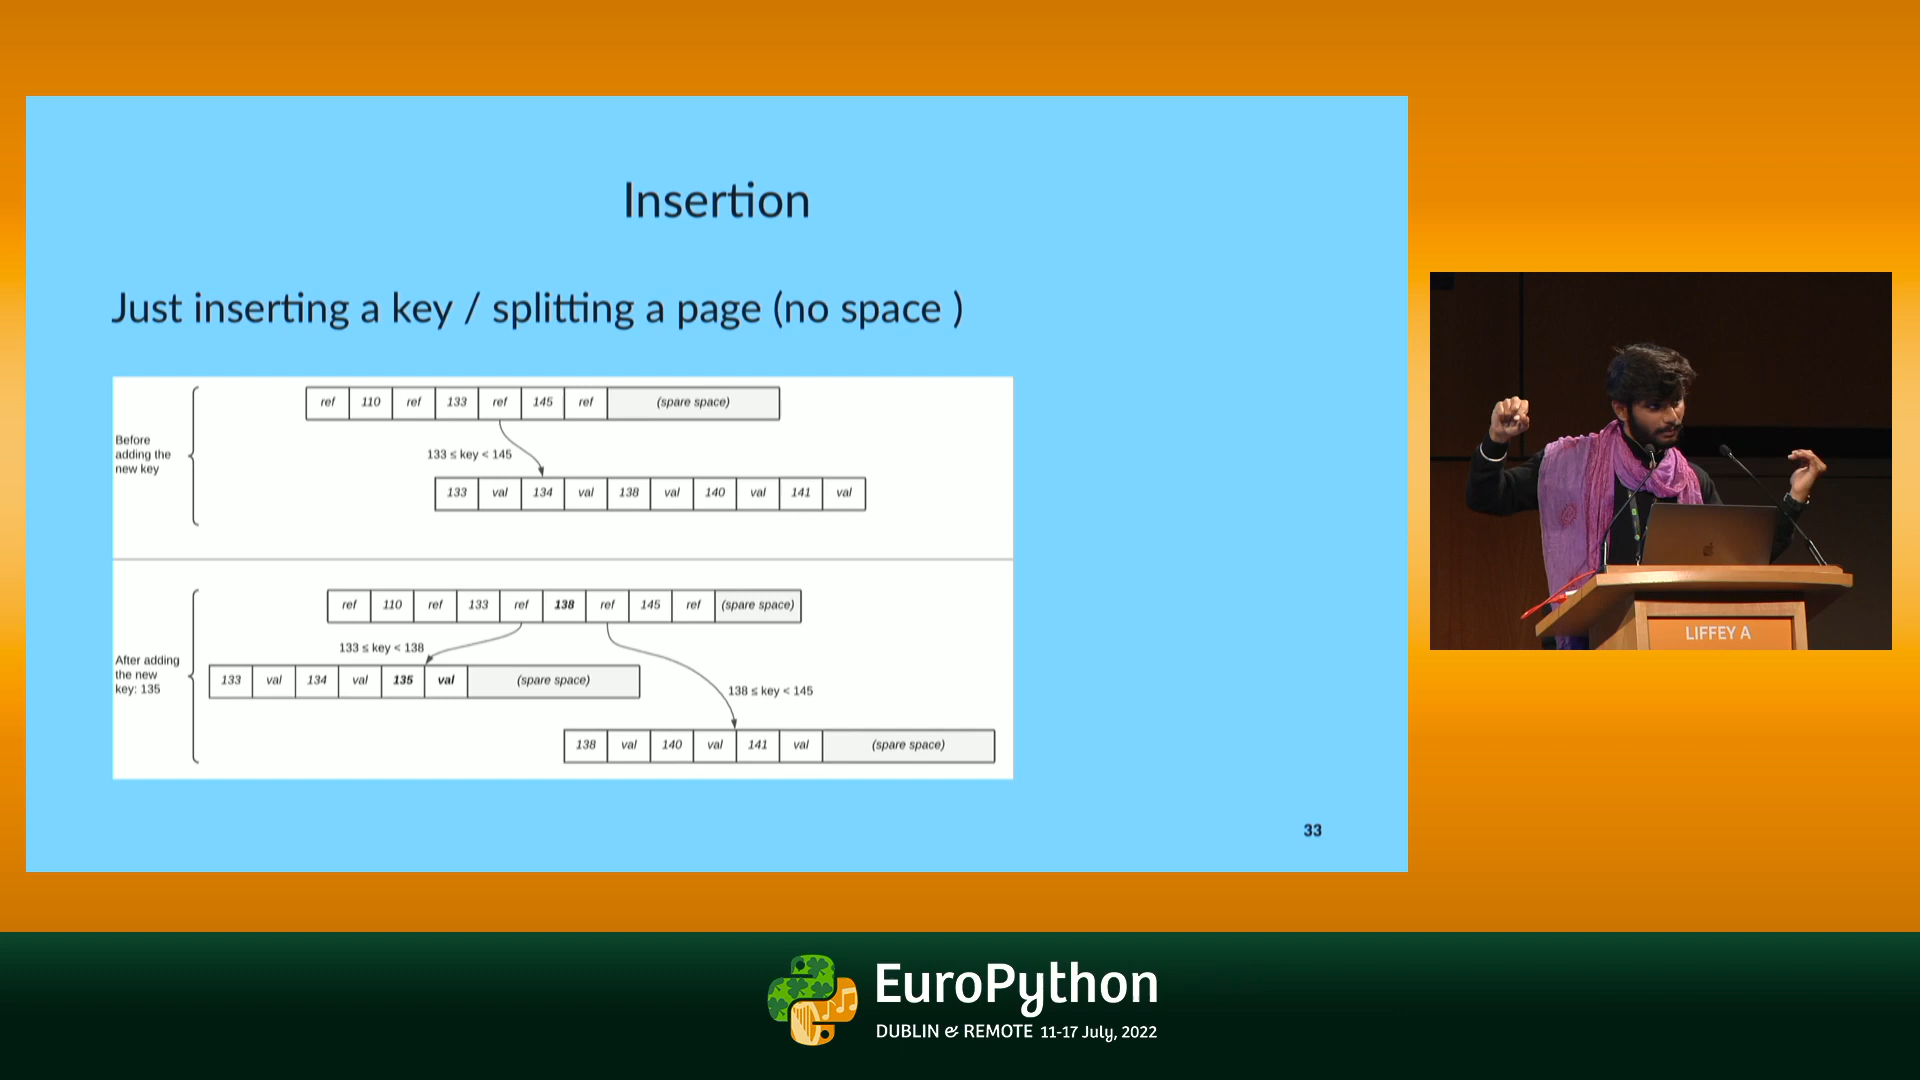 Insertion
Just inserting a key / splitting a page (no space )
ref 110 ref 133 ref 145 ref (spare space)
Before
adding the
new key
133 ≤ key < 145
133 val 134 val 138 val 140 val 141 val
ref 110 ref 133 ref 138 ref 145 ref (spare space)
133 ≤ key < 138
After adding
the new
key: 135
133 val 134 val 135 val (spare space)
138 ≤ key < 145
138 val 140 val 141 val (spare space)
33
LIFFEY A
EuroPython
DUBLIN & REMOTE 11-17 July, 2022